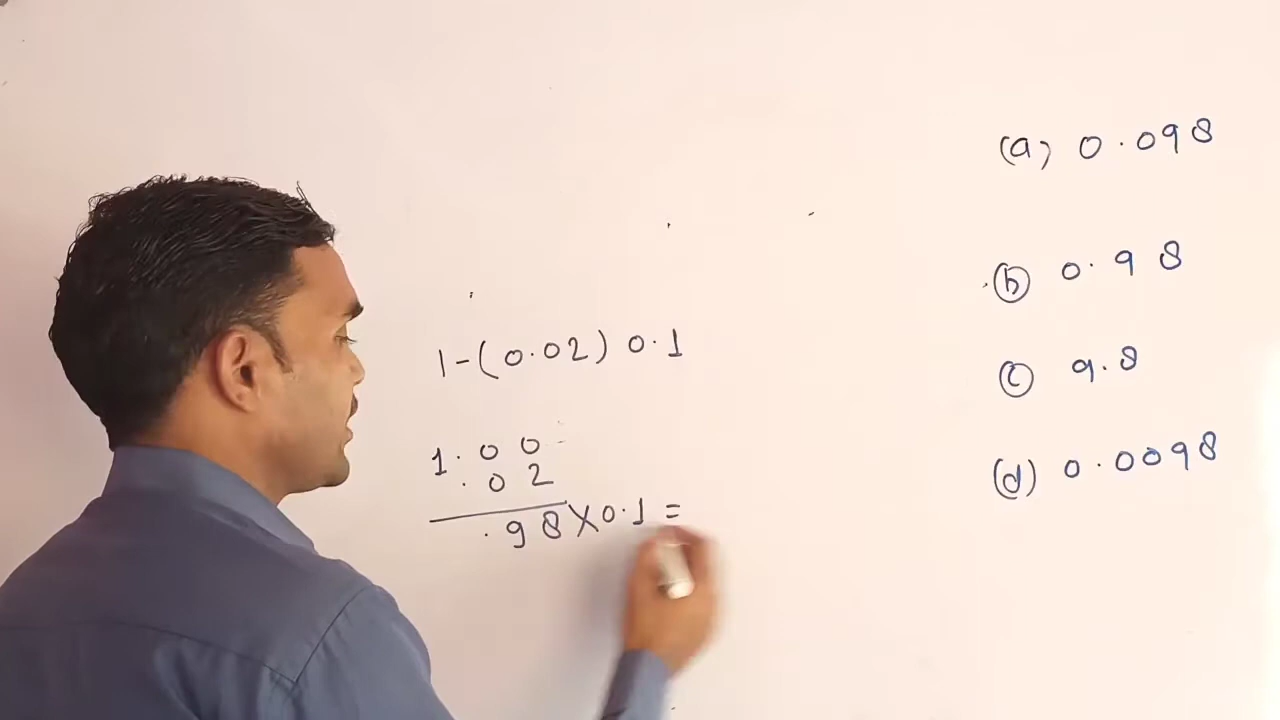 1-(0.02) 0.1
1.00
.02
.98×0.1=
(a) 0.098
(b) 0.98
(c) 9.8
(d) 0.0098